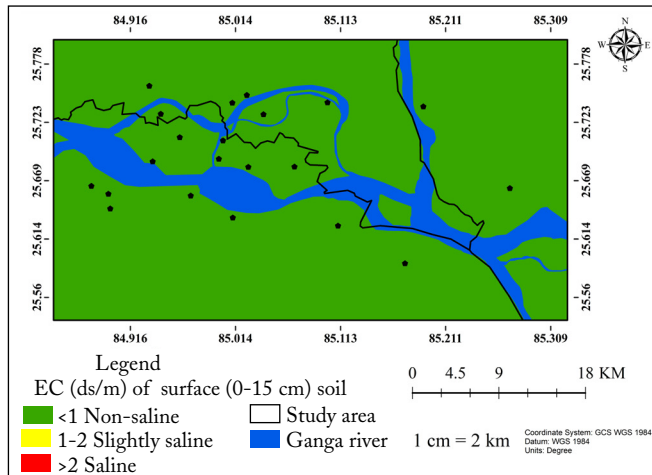 84.916 85.014 85.113 85.211 85.309
N
W E
S
25.778 25.778
25.723 25.723
25.669 25.669
25.614 25.614
25.56 25.56
84.916 85.014 85.113 85.211 85.309
Legend
EC (ds/m) of surface (0-15 cm) soil
<1 Non-saline
1-2 Slightly saline
>2 Saline
Study area
Ganga river
0 4.5 9 18 KM
1 cm = 2 km
Coordinate System: GCS WGS 1984
Datum: WGS 1984
Units: Degree